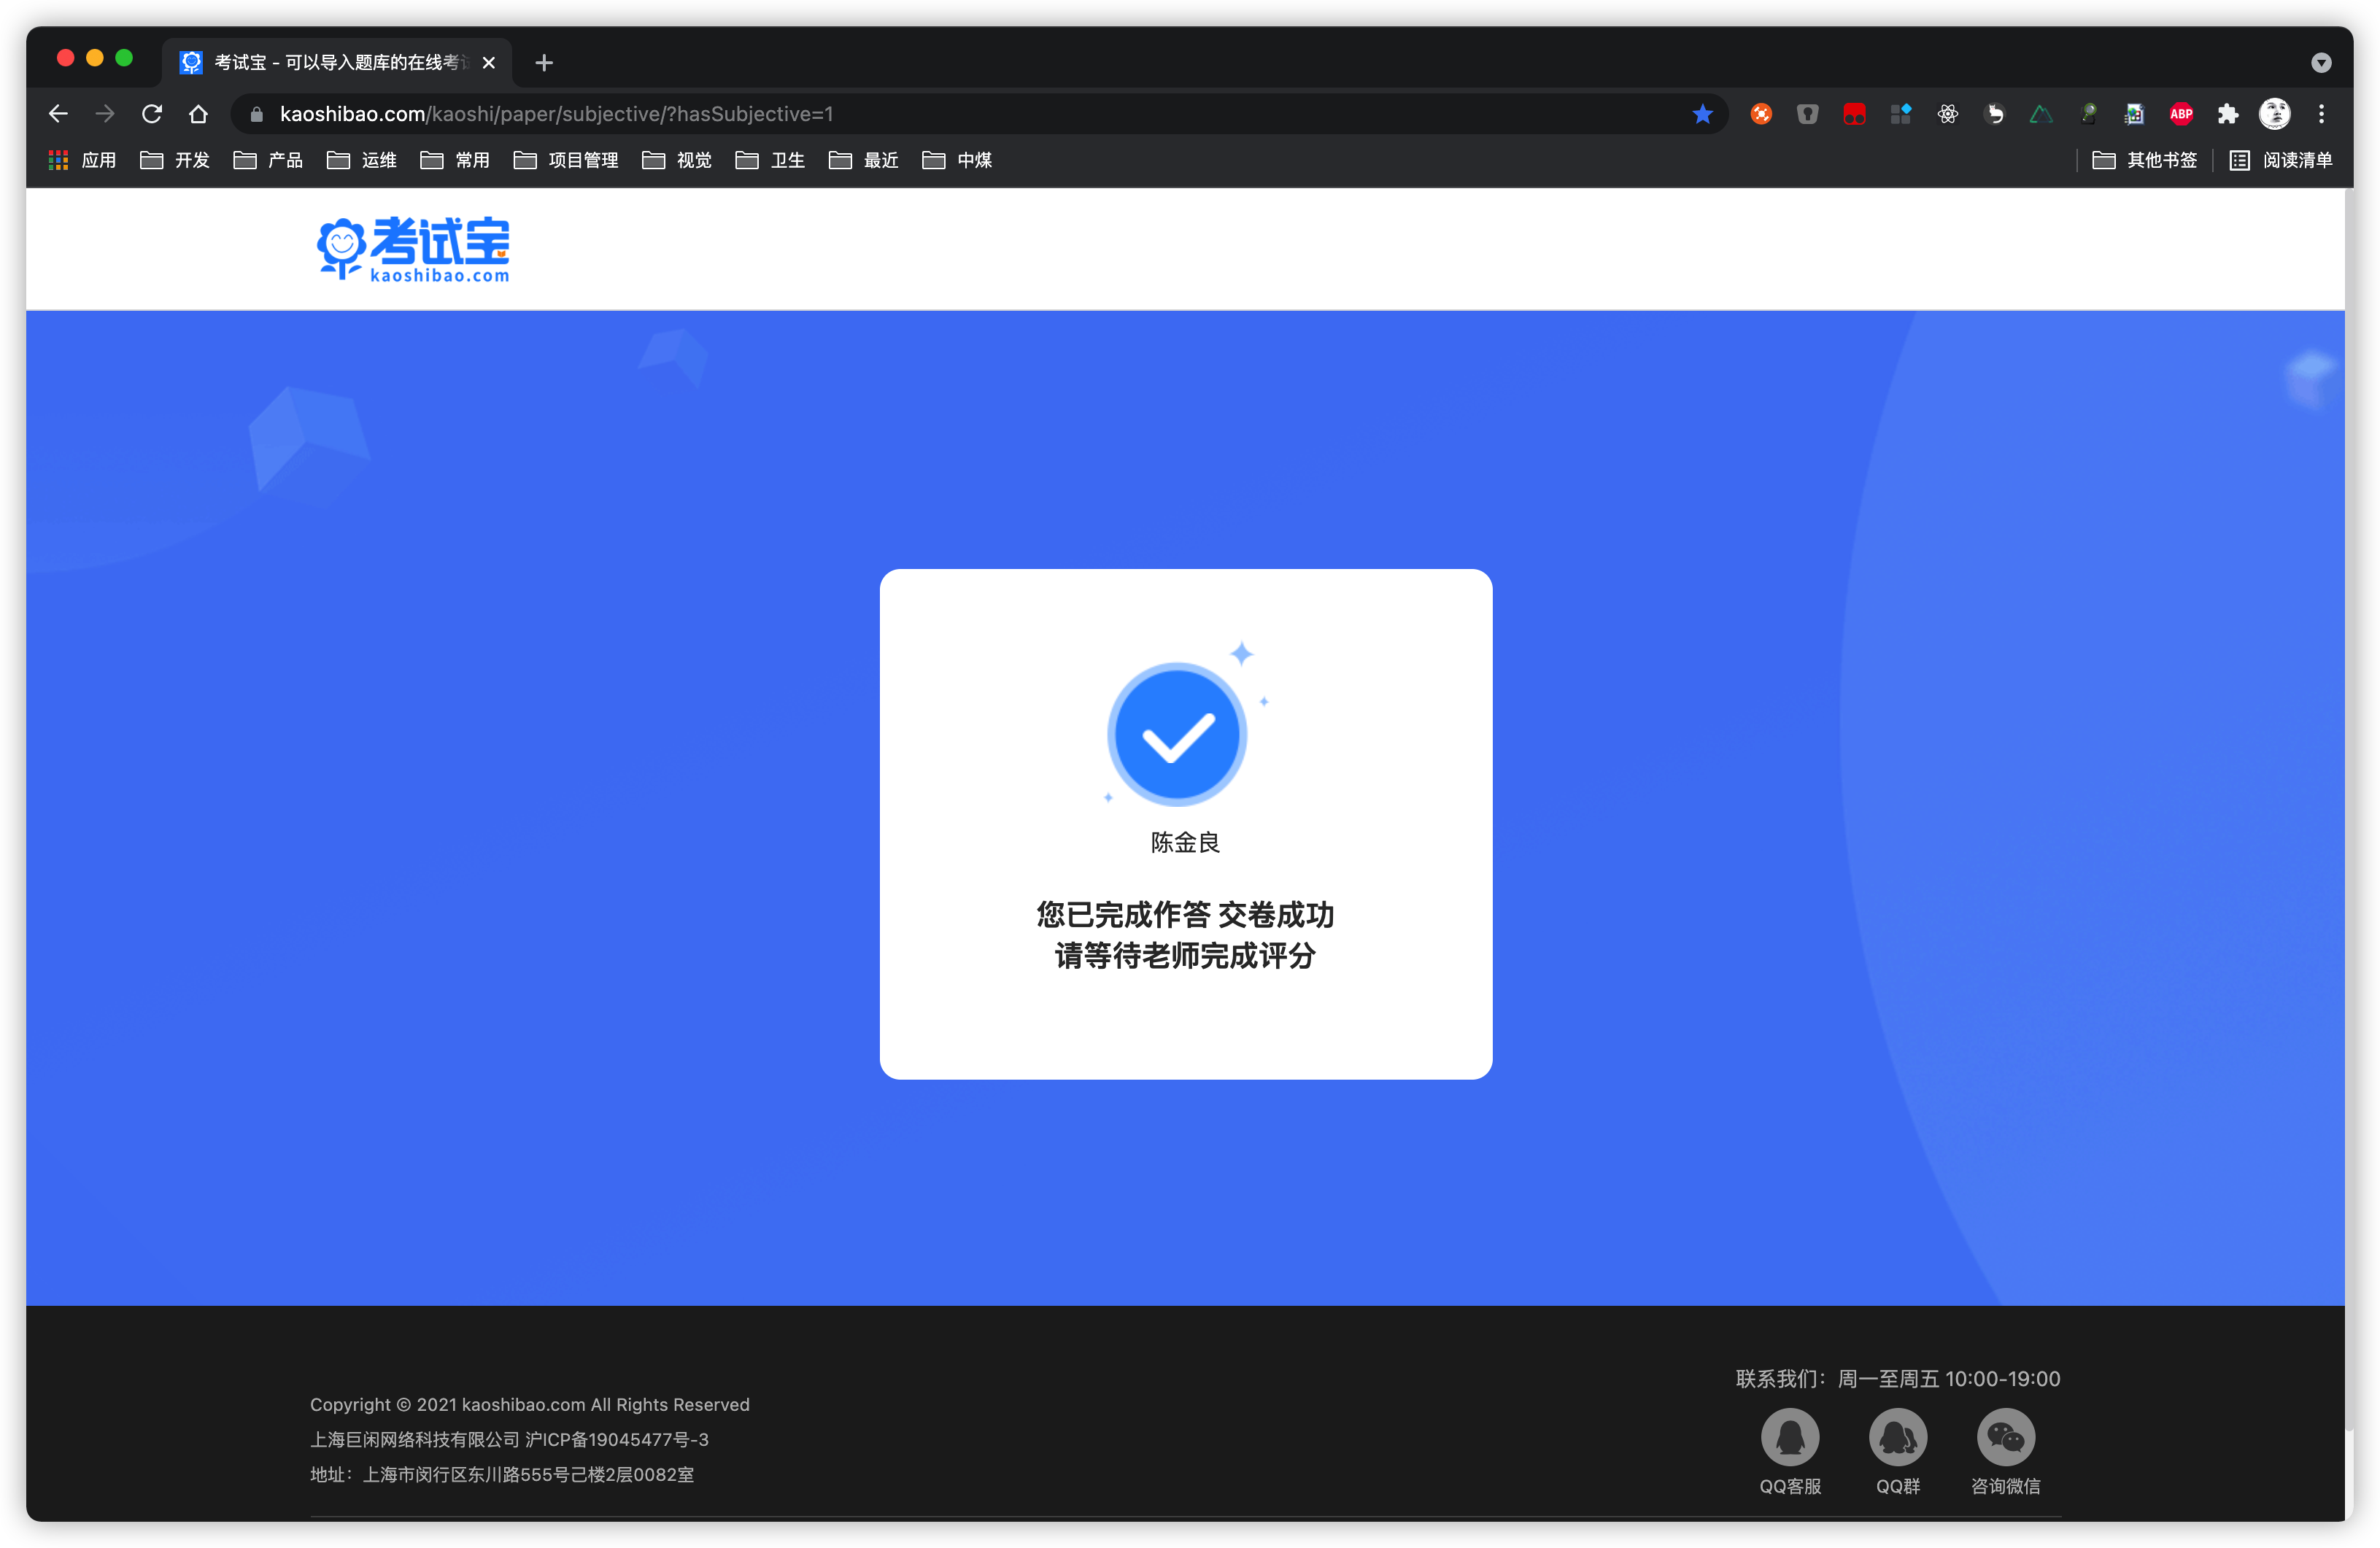 考试宝 - 可以导入题库的在线考
kaoshibao.com/kaoshi/paper/subjective/?hasSubjective=1
ABP
应用 开发 产品 运维 常用 项目管理 视觉 卫生 最近 中煤 其他书签 阅读清单
考试宝
kaoshibao.com
陈金良
您已完成作答 交卷成功
请等待老师完成评分
联系我们：周一至周五 10:00-19:00
Copyright © 2021 kaoshibao.com All Rights Reserved
上海巨闲网络科技有限公司 沪ICP备19045477号-3
地址：上海市闵行区东川路555号己楼2层0082室
QQ客服 QQ群 咨询微信